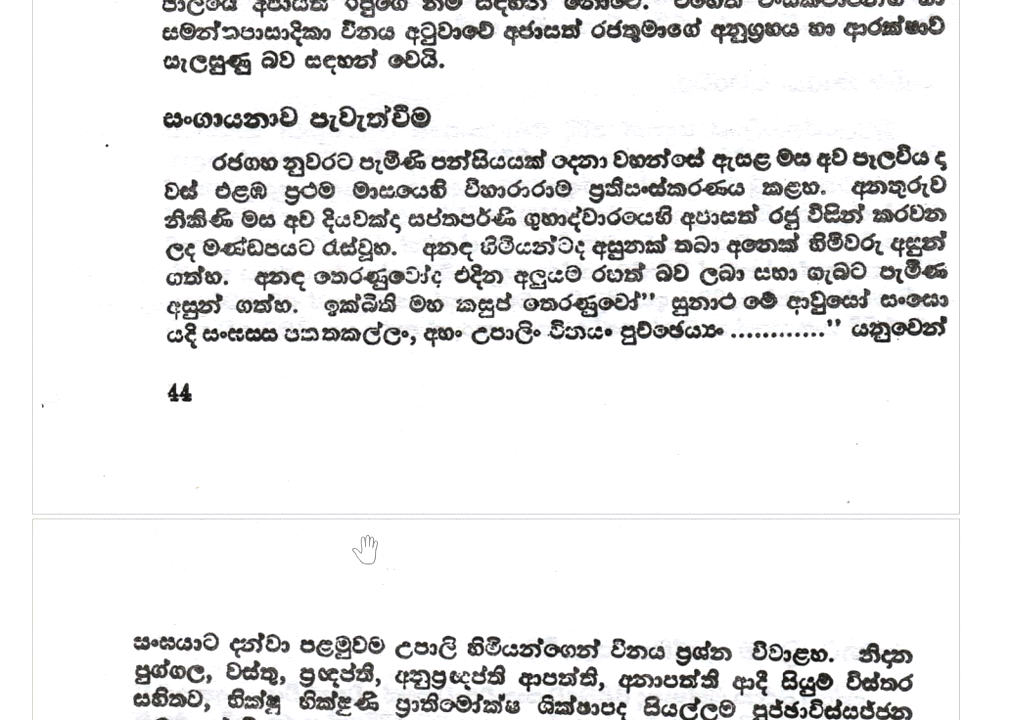 සමන්තපාසාදිකා විනය අටුවාවේ අජාසත් රජතුමාගේ අනුග්‍රහය හා ආරක්ෂාව
සැලසුණු බව සඳහන් වෙයි.
සංගායනාව පැවැත්වීම
රජගහ නුවරට පැමිණි පන්සියයක් දෙනා වහන්සේ ඇසළ මස අව පෑලවිය දා
වස් එළඹ ප්‍රථම මාසයෙහි විහාරාරාම ප්‍රතිසංස්කරණය කළහ. අනතුරුව
නිකිණි මස අව දියවක්දා සප්තපර්ණි ගුහාද්වාරයෙහි අජාසත් රජු විසින් කරවන
ලද මණ්ඩපයට රැස්වූහ. අනඳ හිමියන්ටද අසුනක් තබා අනෙක් හිමිවරු අසුන්
ගත්හ. අනඳ තෙරණුවෝද එදින අලුයම රහත් බව ලබා සභා ගැබට පැමිණ
අසුන් ගත්හ. ඉක්බිති මහ කසුප් තෙරණුවෝ" සුනාථ මේ ආවුසෝ සංඝො
යදි සංඝස්ස පත්තකල්ලං, අහං උපාලිං විනයං පුච්ඡෙය්‍යං ............" යනුවෙන්
44
සංඝයාට දන්වා පළමුවම උපාලි හිමියන්ගෙන් විනය ප්‍රශ්න විචාළහ. නිදාන
පුග්ගල, වස්තු, ප්‍රඥප්ති, අනුප්‍රඥප්ති ආපත්ති, අනාපත්ති ආදී සියුම් විස්තර
සහිතව, භික්ෂු භික්ෂුණි ප්‍රාතිමෝක්ෂ ශික්ෂාපද සියල්ලම පුච්ඡාවිස්සජ්ජන